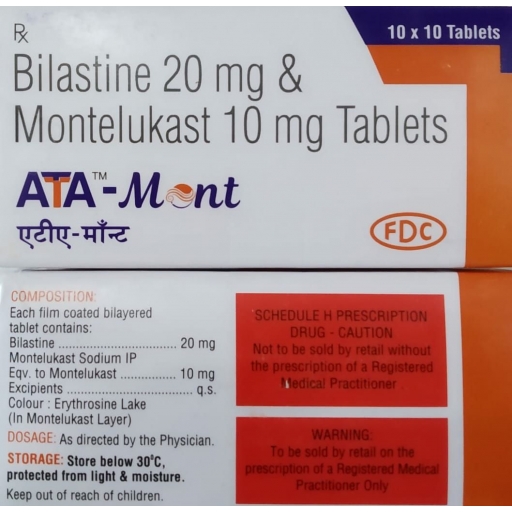 Rx
10 x 10 Tablets
Bilastine 20 mg &
Montelukast 10 mg Tablets
ATA™-Mont
एटीए-मॉन्ट
FDC
COMPOSITION:
Each film coated bilayered
tablet contains:
Bilastine .................................. 20 mg
Montelukast Sodium IP
Eqv. to Montelukast ................ 10 mg
Excipients ................................... q.s.
Colour : Erythrosine Lake
(In Montelukast Layer)
DOSAGE: As directed by the Physician.
STORAGE: Store below 30°C,
protected from light & moisture.
Keep out of reach of children.
SCHEDULE H PRESCRIPTION
DRUG - CAUTION
Not to be sold by retail without
the prescription of a Registered
Medical Practitioner .
WARNING:
To be sold by retail on the
prescription of a Registered Medical
Practitioner Only